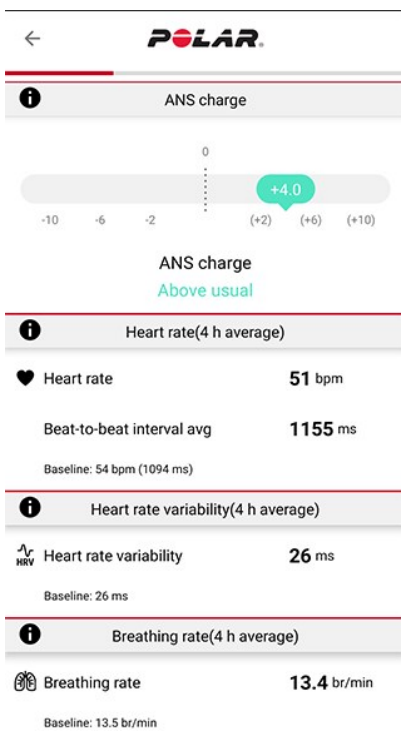 POLAR.
ANS charge
0
+4.0
-10 -6 -2 (+2) (+6) (+10)
ANS charge
Above usual
Heart rate(4 h average)
Heart rate 51 bpm
Beat-to-beat interval avg 1155 ms
Baseline: 54 bpm (1094 ms)
Heart rate variability(4 h average)
HRV Heart rate variability 26 ms
Baseline: 26 ms
Breathing rate(4 h average)
Breathing rate 13.4 br/min
Baseline: 13.5 br/min